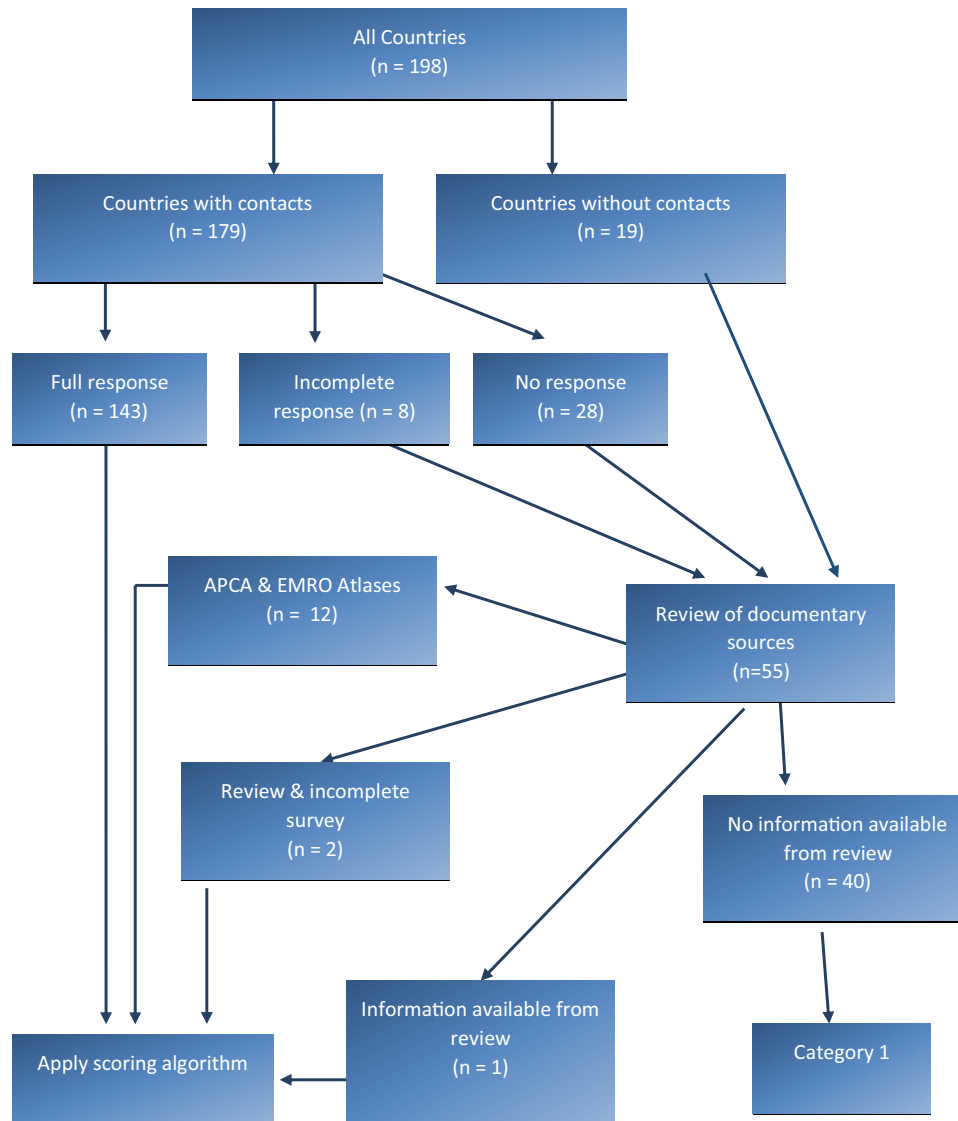 All Countries
(n = 198)
Countries with contacts
(n = 179)
Countries without contacts
(n = 19)
Full response
(n = 143)
Incomplete
response (n = 8)
No response
(n = 28)
APCA & EMRO Atlases
(n =  12)
Review of documentary
sources
(n=55)
Review & incomplete
survey
(n = 2)
No information available
from review
(n = 40)
Information available from
review
(n = 1)
Apply scoring algorithm
Category 1